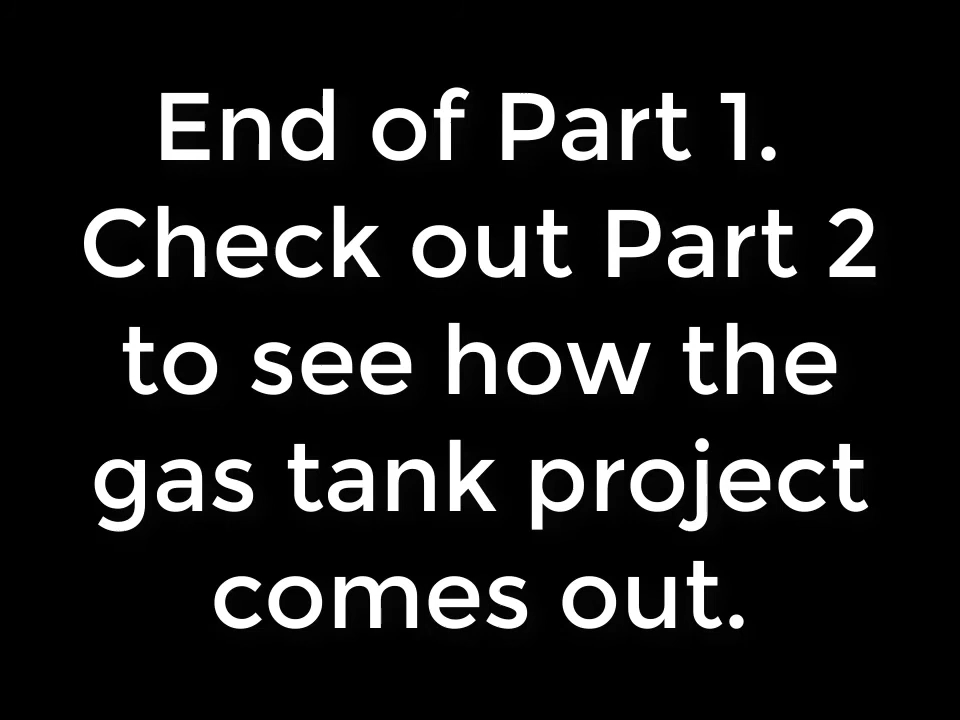 End of Part 1.
Check out Part 2
to see how the
gas tank project
comes out.